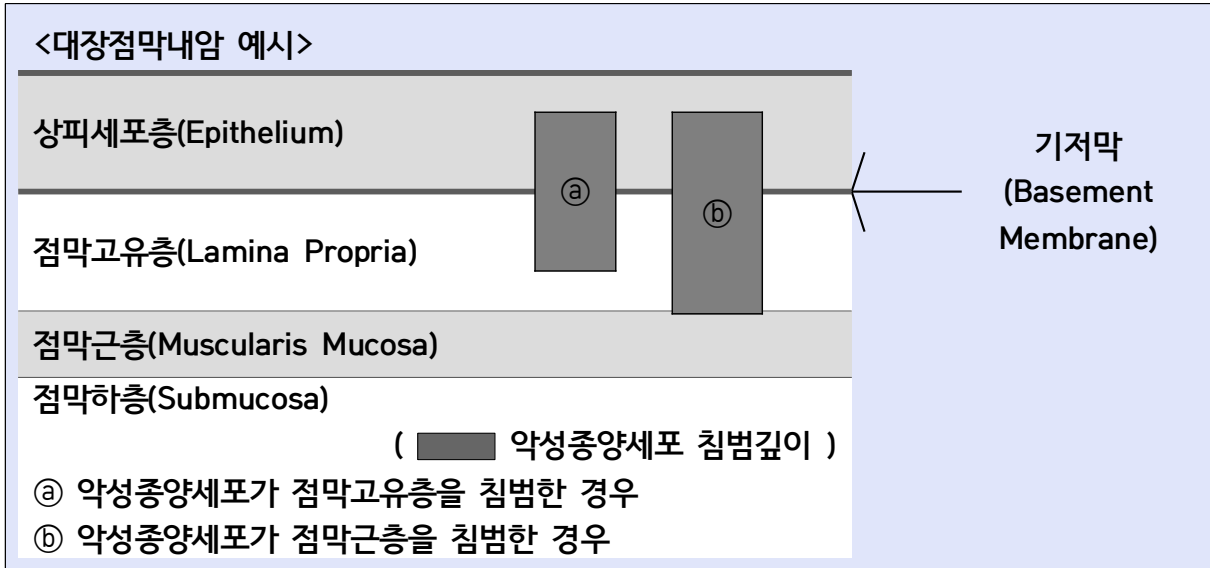 <대장점막내암 예시>
상피세포층(Epithelium)
ⓐ
ⓑ
기저막
(Basement
Membrane)
점막고유층(Lamina Propria)
점막근층(Muscularis Mucosa)
점막하층(Submucosa)
( 악성종양세포 침범깊이 )
ⓐ 악성종양세포가 점막고유층을 침범한 경우
ⓑ 악성종양세포가 점막근층을 침범한 경우